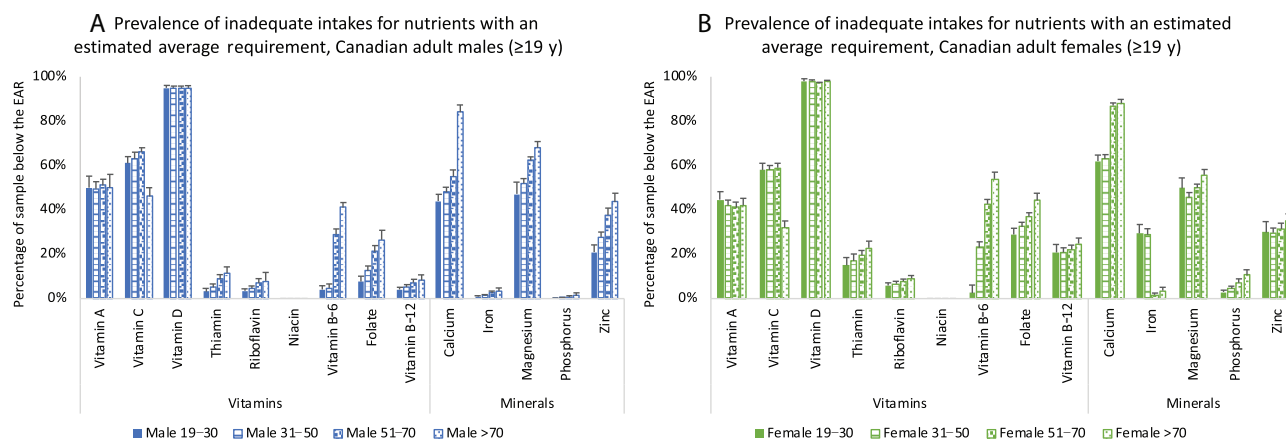 A Prevalence of inadequate intakes for nutrients with an
estimated average requirement, Canadian adult males (≥19 y)
Percentage of sample below the EAR
100%
80%
60%
40%
20%
0%
Vitamin A
Vitamin C
Vitamin D
Thiamin
Riboflavin
Niacin
Vitamin B-6
Folate
Vitamin B-12
Calcium
Iron
Magnesium
Phosphorus
Zinc
Vitamins
Minerals
Male 19–30 Male 31–50 Male 51–70 Male >70
B Prevalence of inadequate intakes for nutrients with an estimated
average requirement, Canadian adult females (≥19 y)
Percentage of sample below the EAR
100%
80%
60%
40%
20%
0%
Vitamin A
Vitamin C
Vitamin D
Thiamin
Riboflavin
Niacin
Vitamin B-6
Folate
Vitamin B-12
Calcium
Iron
Magnesium
Phosphorus
Zinc
Vitamins
Minerals
Female 19–30 Female 31–50 Female 51–70 Female >70